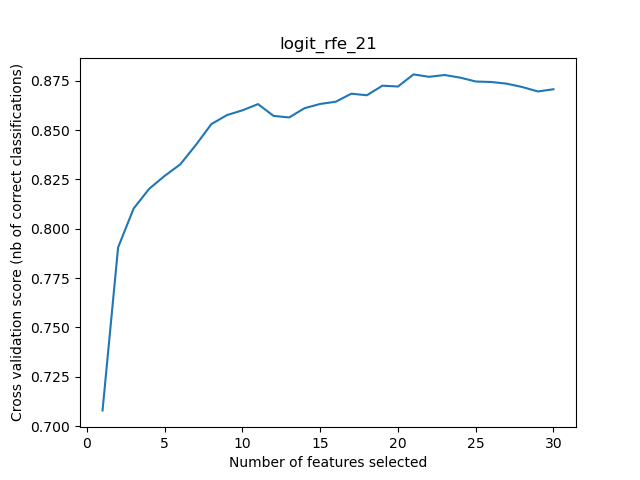 logit_rfe_21
Cross validation score (nb of correct classifications)
0.875
0.850
0.825
0.800
0.775
0.750
0.725
0.700
0 5 10 15 20 25 30
Number of features selected